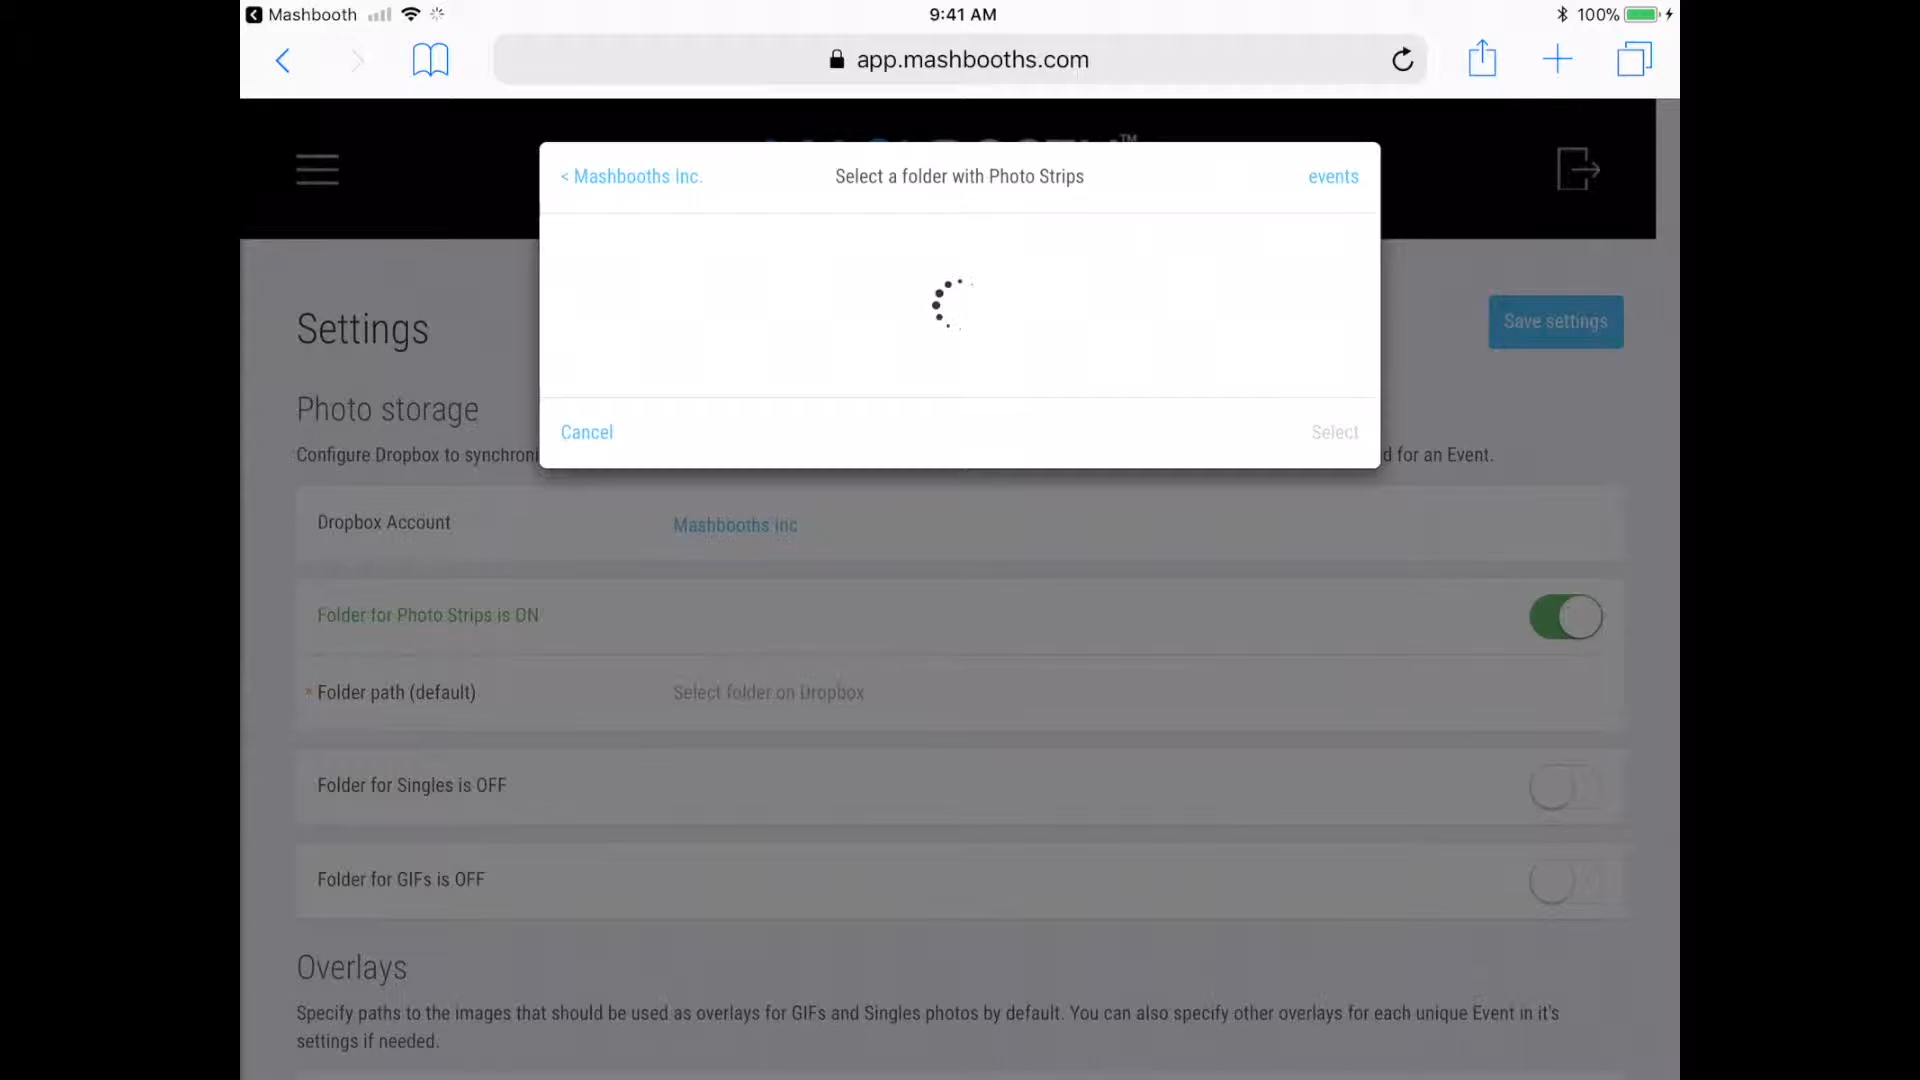 Mashbooth 9:41 AM 100%
app.mashbooths.com
TM
< Mashbooths Inc. Select a folder with Photo Strips events
Settings Save settings
Cancel Select
Photo storage
Configure Dropbox to synchroni d for an Event.
Dropbox Account Mashbooths Inc
Folder for Photo Strips is ON
* Folder path (default) Select folder on Dropbox
Folder for Singles is OFF
Folder for GIFs is OFF
Overlays
Specify paths to the images that should be used as overlays for GIFs and Singles photos by default. You can also specify other overlays for each unique Event in it's
settings if needed.